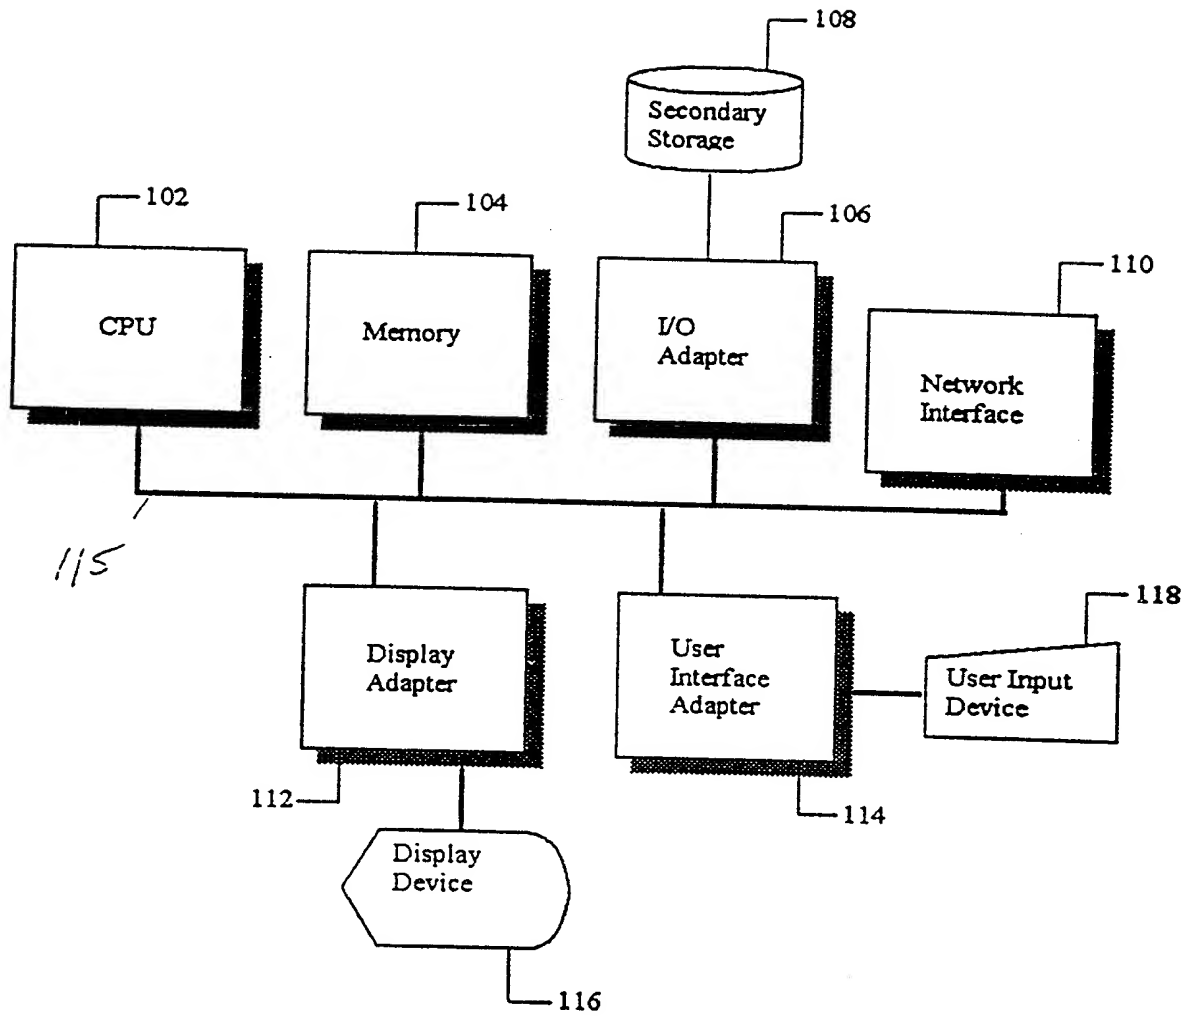 108
Secondary
Storage
102
104
106
110
CPU
Memory
I/O
Adapter
Network
Interface
115
118
Display
Adapter
User
Interface
Adapter
User Input
Device
112
114
Display
Device
116